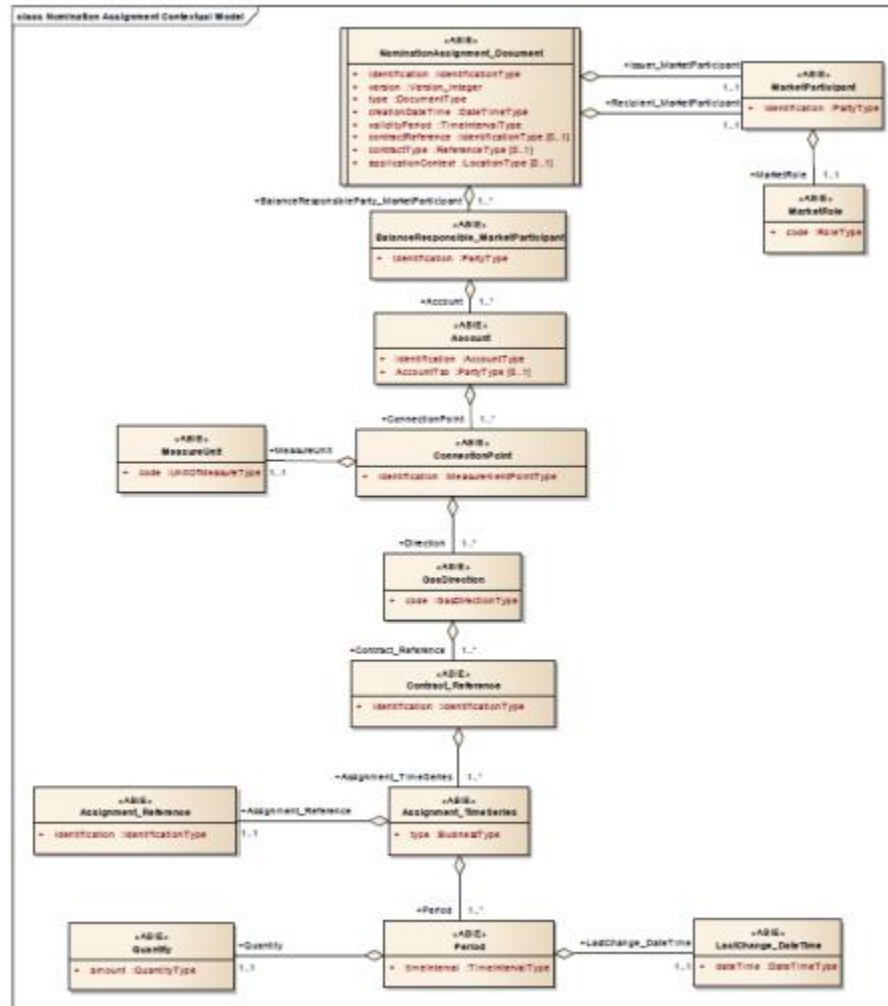 class Nomination Assignment Contextual Model
«ABIE»
NominationAssignment_Document
+ identification :IdentificationType
+ version :Version_Integer
+ type :DocumentType
+ creationDateTime :DateTimeType
+ validityPeriod :TimeIntervalType
+ contractReference :IdentificationType [0..1]
+ contractType :ReferenceType [0..1]
+ applicationContext :LocationType [0..1]
+Issuer_MarketParticipant
1..1
+Recipient_MarketParticipant
1..1
«ABIE»
MarketParticipant
+ identification :PartyType
+MarketRole 1..1
«ABIE»
MarketRole
+ code :RoleType
+BalanceResponsibleParty_MarketParticipant 1..*
«ABIE»
BalanceResponsible_MarketParticipant
+ identification :PartyType
+Account 1..*
«ABIE»
Account
+ identification :AccountType
+ AccountTso :PartyType [0..1]
+ConnectionPoint 1..*
«ABIE»
MeasureUnit
+ code :UnitOfMeasureType
+MeasureUnit
1..1
«ABIE»
ConnectionPoint
+ identification :MeasurementPointType
+Direction 1..*
«ABIE»
GasDirection
+ code :GasDirectionType
+Contract_Reference 1..*
«ABIE»
Contract_Reference
+ identification :IdentificationType
+Assignment_TimeSeries 1..*
«ABIE»
Assignment_Reference
+ identification :IdentificationType
+Assignment_Reference
1..1
«ABIE»
Assignment_TimeSeries
+ type :BusinessType
+Period 1..*
«ABIE»
Quantity
+ amount :QuantityType
+Quantity
1..1
«ABIE»
Period
+ timeInterval :TimeIntervalType
+LastChange_DateTime
1..1
«ABIE»
LastChange_DateTime
+ dateTime :DateTimeType